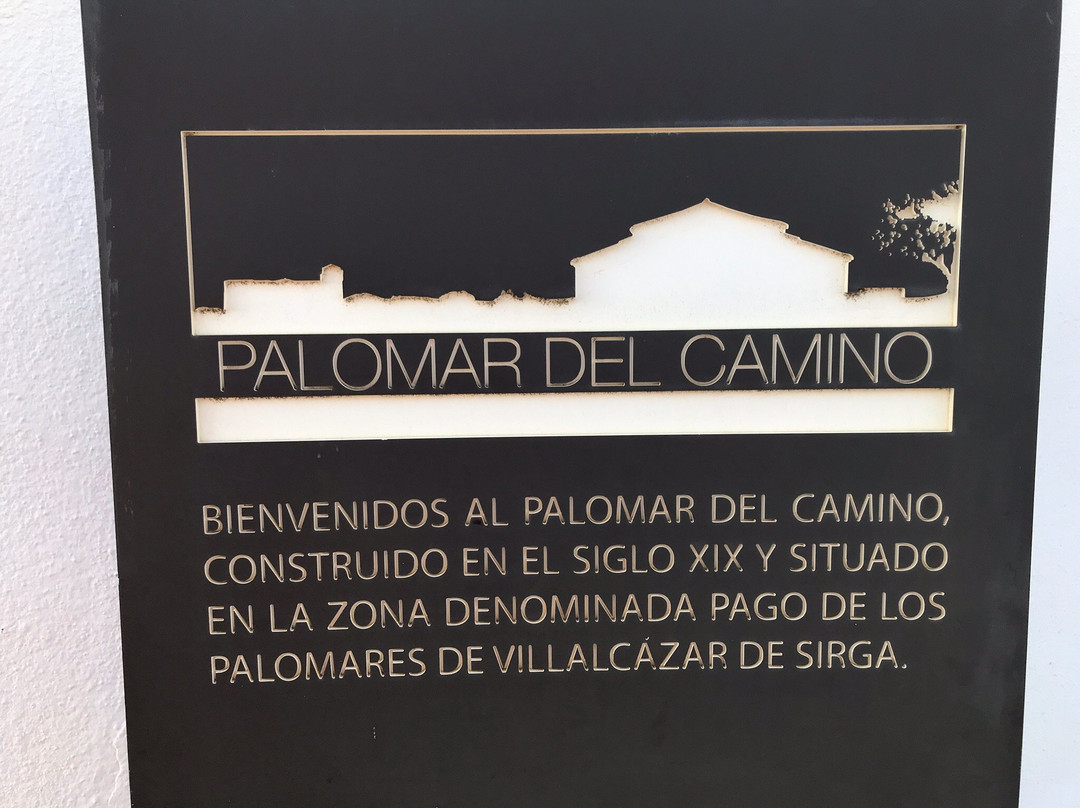 PALOMAR DEL CAMINO
BIENVENIDOS AL PALOMAR DEL CAMINO,
CONSTRUIDO EN EL SIGLO XIX Y SITUADO
EN LA ZONA DENOMINADA PAGO DE LOS
PALOMARES DE VILLALCÁZAR DE SIRGA.